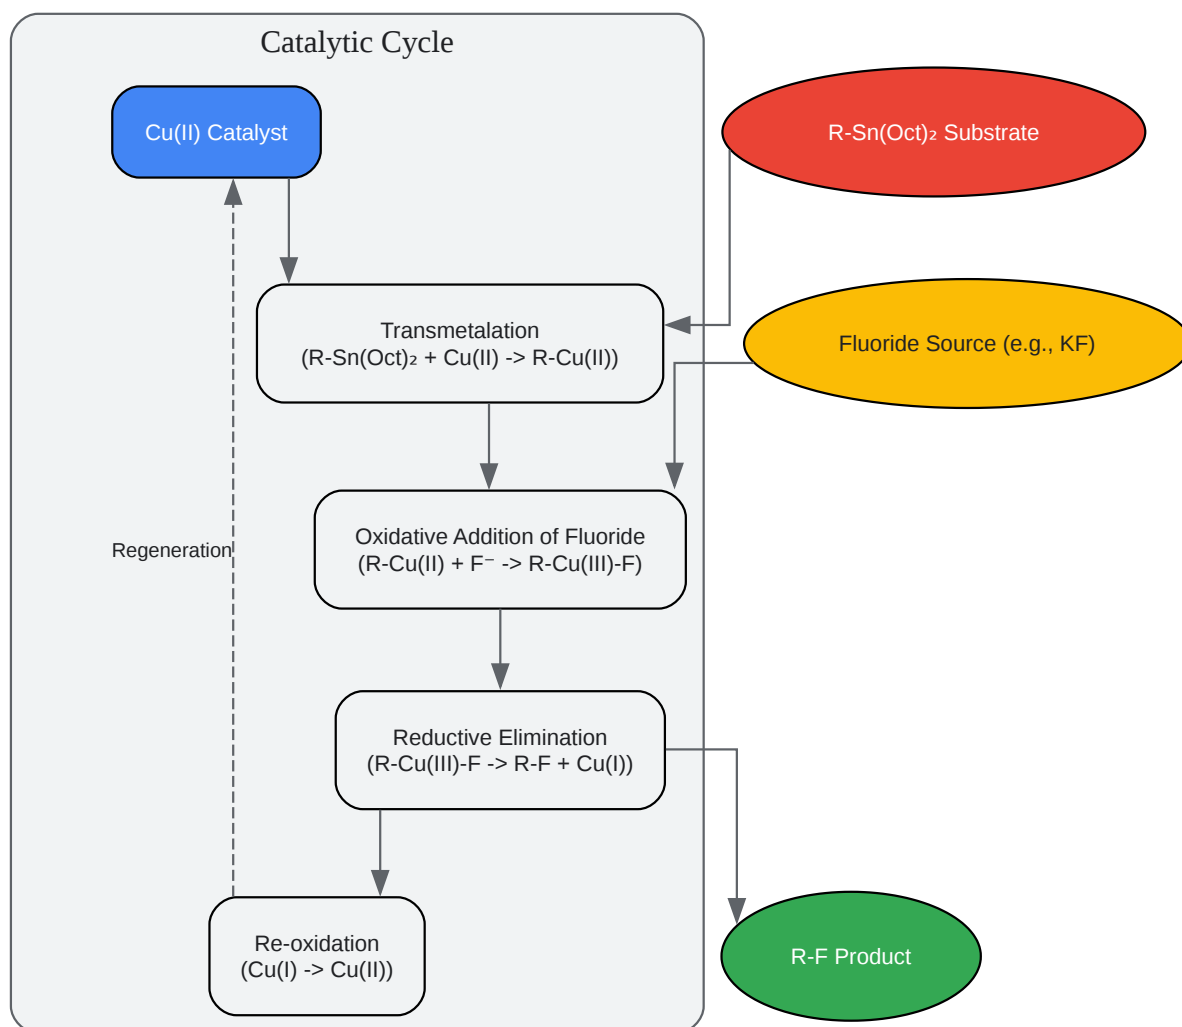 Catalytic Cycle
Cu(II) Catalyst
R-Sn(Oct)₂ Substrate
Transmetalation
(R-Sn(Oct)₂ + Cu(II) -> R-Cu(II))
Fluoride Source (e.g., KF)
Oxidative Addition of Fluoride
(R-Cu(II) + F⁻ -> R-Cu(III)-F)
Regeneration
Reductive Elimination
(R-Cu(III)-F -> R-F + Cu(I))
Re-oxidation
(Cu(I) -> Cu(II))
R-F Product